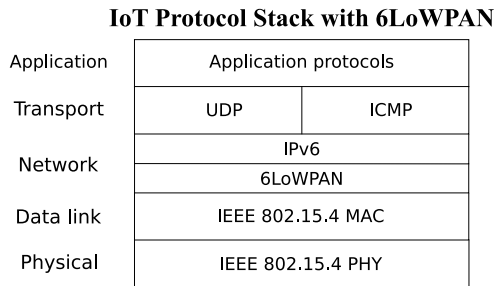 IoT Protocol Stack with 6LoWPAN
Application Application protocols
Transport UDP ICMP
Network IPv6
6LoWPAN
Data link IEEE 802.15.4 MAC
Physical IEEE 802.15.4 PHY